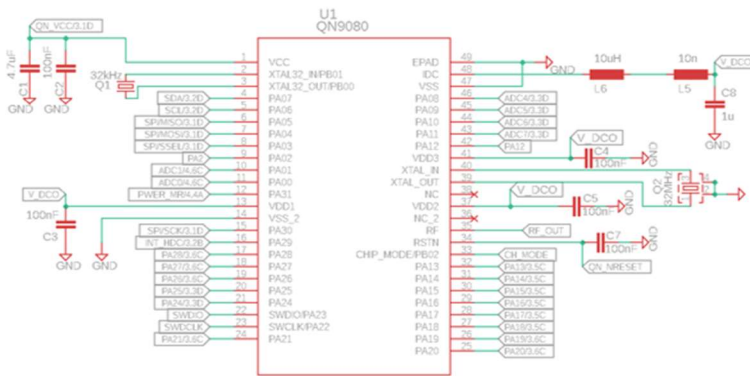 U1
QN9080
QN_VCC/3.1D
4.7uF
C1
GND
100nF
C2
GND
32kHz
Q1
1 VCC
2 XTAL32_IN/PB01
3 XTAL32_OUT/PB00
SDA/3.2D 4 PA07
SCL/3.2D 5 PA06
SPI/MISO/3.1D 6 PA05
SPI/MOSI/3.1D 7 PA04
SPI/SSEL/3.1D 8 PA03
PA2 9 PA02
ADC1/4.6C 10 PA01
ADC0/4.6C 11 PA00
PWER_MR/4.4A 12 PA31
V_DCO 13 VDD1
14 VSS_2
100nF
C3
GND
GND
SPI/SCK/3.1D 15 PA30
INT_HDC/3.2B 16 PA29
PA28/3.6C 17 PA28
PA27/3.6C 18 PA27
PA26/3.6C 19 PA26
PA25/3.3D 20 PA25
PA24/3.3D 21 PA24
SWDIO 22 SWDIO/PA23
SWDCLK 23 SWCLK/PA22
PA21/3.6C 24 PA21
EPAD 49
GND
IDC 48
10uH
L6
10n
L5
V_DCO
C8
1u
GND
VSS 47
PA08 46 ADC4/3.3D
PA09 45 ADC5/3.3D
PA10 44 ADC6/3.3D
PA11 43 ADC7/3.3D
PA12 42 PA12
VDD3 41
V_DCO
C4
100nF
GND
XTAL_IN 40
XTAL_OUT 39
Q2
32MHz
GND
NC 38
VDD2 37
V_DCO
C5
100nF
GND
NC_2 36
RF 35 RF_OUT
RSTN 34
C7
100nF
GND
QN_NRESET
CHIP_MODE/PB02 33 CH_MODE
PA13 32 PA13/3.5C
PA14 31 PA14/3.5C
PA15 30 PA15/3.5C
PA16 29 PA16/3.5C
PA17 28 PA17/3.5C
PA18 27 PA18/3.5C
PA19 26 PA19/3.6C
PA20 25 PA20/3.6C